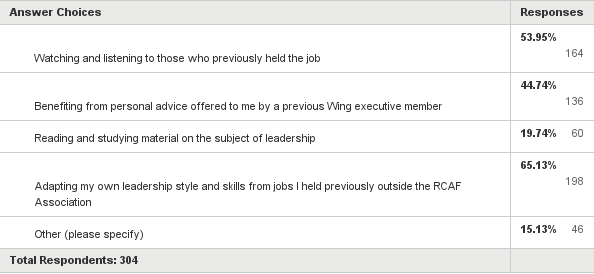 Answer Choices Responses
Watching and listening to those who previously held the job 53.95% 164
Benefiting from personal advice offered to me by a previous Wing executive member 44.74% 136
Reading and studying material on the subject of leadership 19.74% 60
Adapting my own leadership style and skills from jobs I held previously outside the RCAF 65.13% 198
Association
Other (please specify) 15.13% 46
Total Respondents: 304